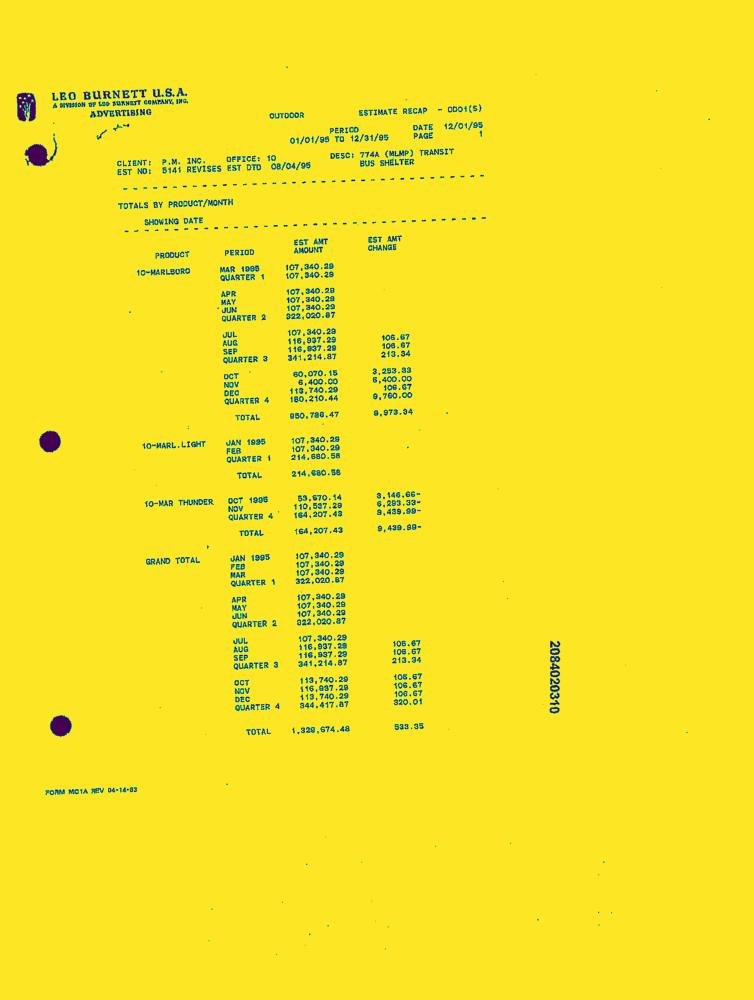 LEO BURNETT U.S.A.
A DIVISION OF LEO BURNETT COMPANY, INC.
ADVERTISING
OUTDOOR ESTIMATE RECAP - OD01(5)
PERIOD DATE 12/01/95
01/01/95 TO 12/31/95 PAGE 1
CLIENT: P.M. INC. OFFICE: 10 DESC: 774A (MLMP) TRANSIT
EST NO: 5141 REVISES EST DTD 08/04/95 BUS SHELTER
TOTALS BY PRODUCT/MONTH
SHOWING DATE
EST AMT EST AMT
PRODUCT PERIOD AMOUNT CHANGE
10-MARLBORO MAR 1995 107,340.29
QUARTER 1 107,340.29
APR 107,340.29
MAY 107,340.29
JUN 107,340.29
QUARTER 2 322,020.87
JUL 107,340.29
AUG 116,937.29 106.67
SEP 116,937.29 106.67
QUARTER 3 341,214.87 213.34
OCT 60,070.15 3,253.33
NOV 6,400.00 6,400.00
DEC 113,740.29 106.67
QUARTER 4 180,210.44 9,760.00
TOTAL 950,786.47 9,973.34
10-MARL.LIGHT JAN 1995 107,340.29
FEB 107,340.29
QUARTER 1 214,680.58
TOTAL 214,680.58
10-MAR THUNDER OCT 1995 53,670.14 3,146.66-
NOV 110,537.29 6,293.33-
QUARTER 4 164,207.43 9,439.99-
TOTAL 164,207.43 9,439.99-
GRAND TOTAL JAN 1995 107,340.29
FEB 107,340.29
MAR 107,340.29
QUARTER 1 322,020.87
APR 107,340.29
MAY 107,340.29
JUN 107,340.29
QUARTER 2 322,020.87
JUL 107,340.29
AUG 116,937.29 106.67
SEP 116,937.29 106.67
QUARTER 3 341,214.87 213.34
OCT 113,740.29 106.67
NOV 116,937.29 106.67
DEC 113,740.29 106.67
QUARTER 4 344,417.87 320.01
TOTAL 1,329,674.48 533.35
2084020310
FORM MC1A REV 04-14-83